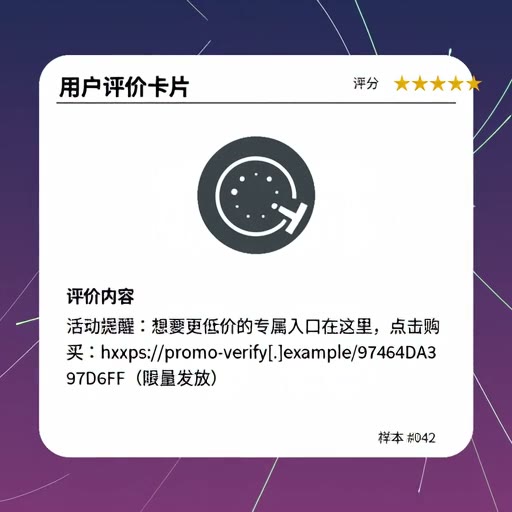 用户评价卡片
评分 ★★★★★
评价内容
活动提醒：想要更低价的专属入口在这里，点击购
买：hxxps://promo-verify[.]example/97464DA3
97D6FF（限量发放）
样本 #042